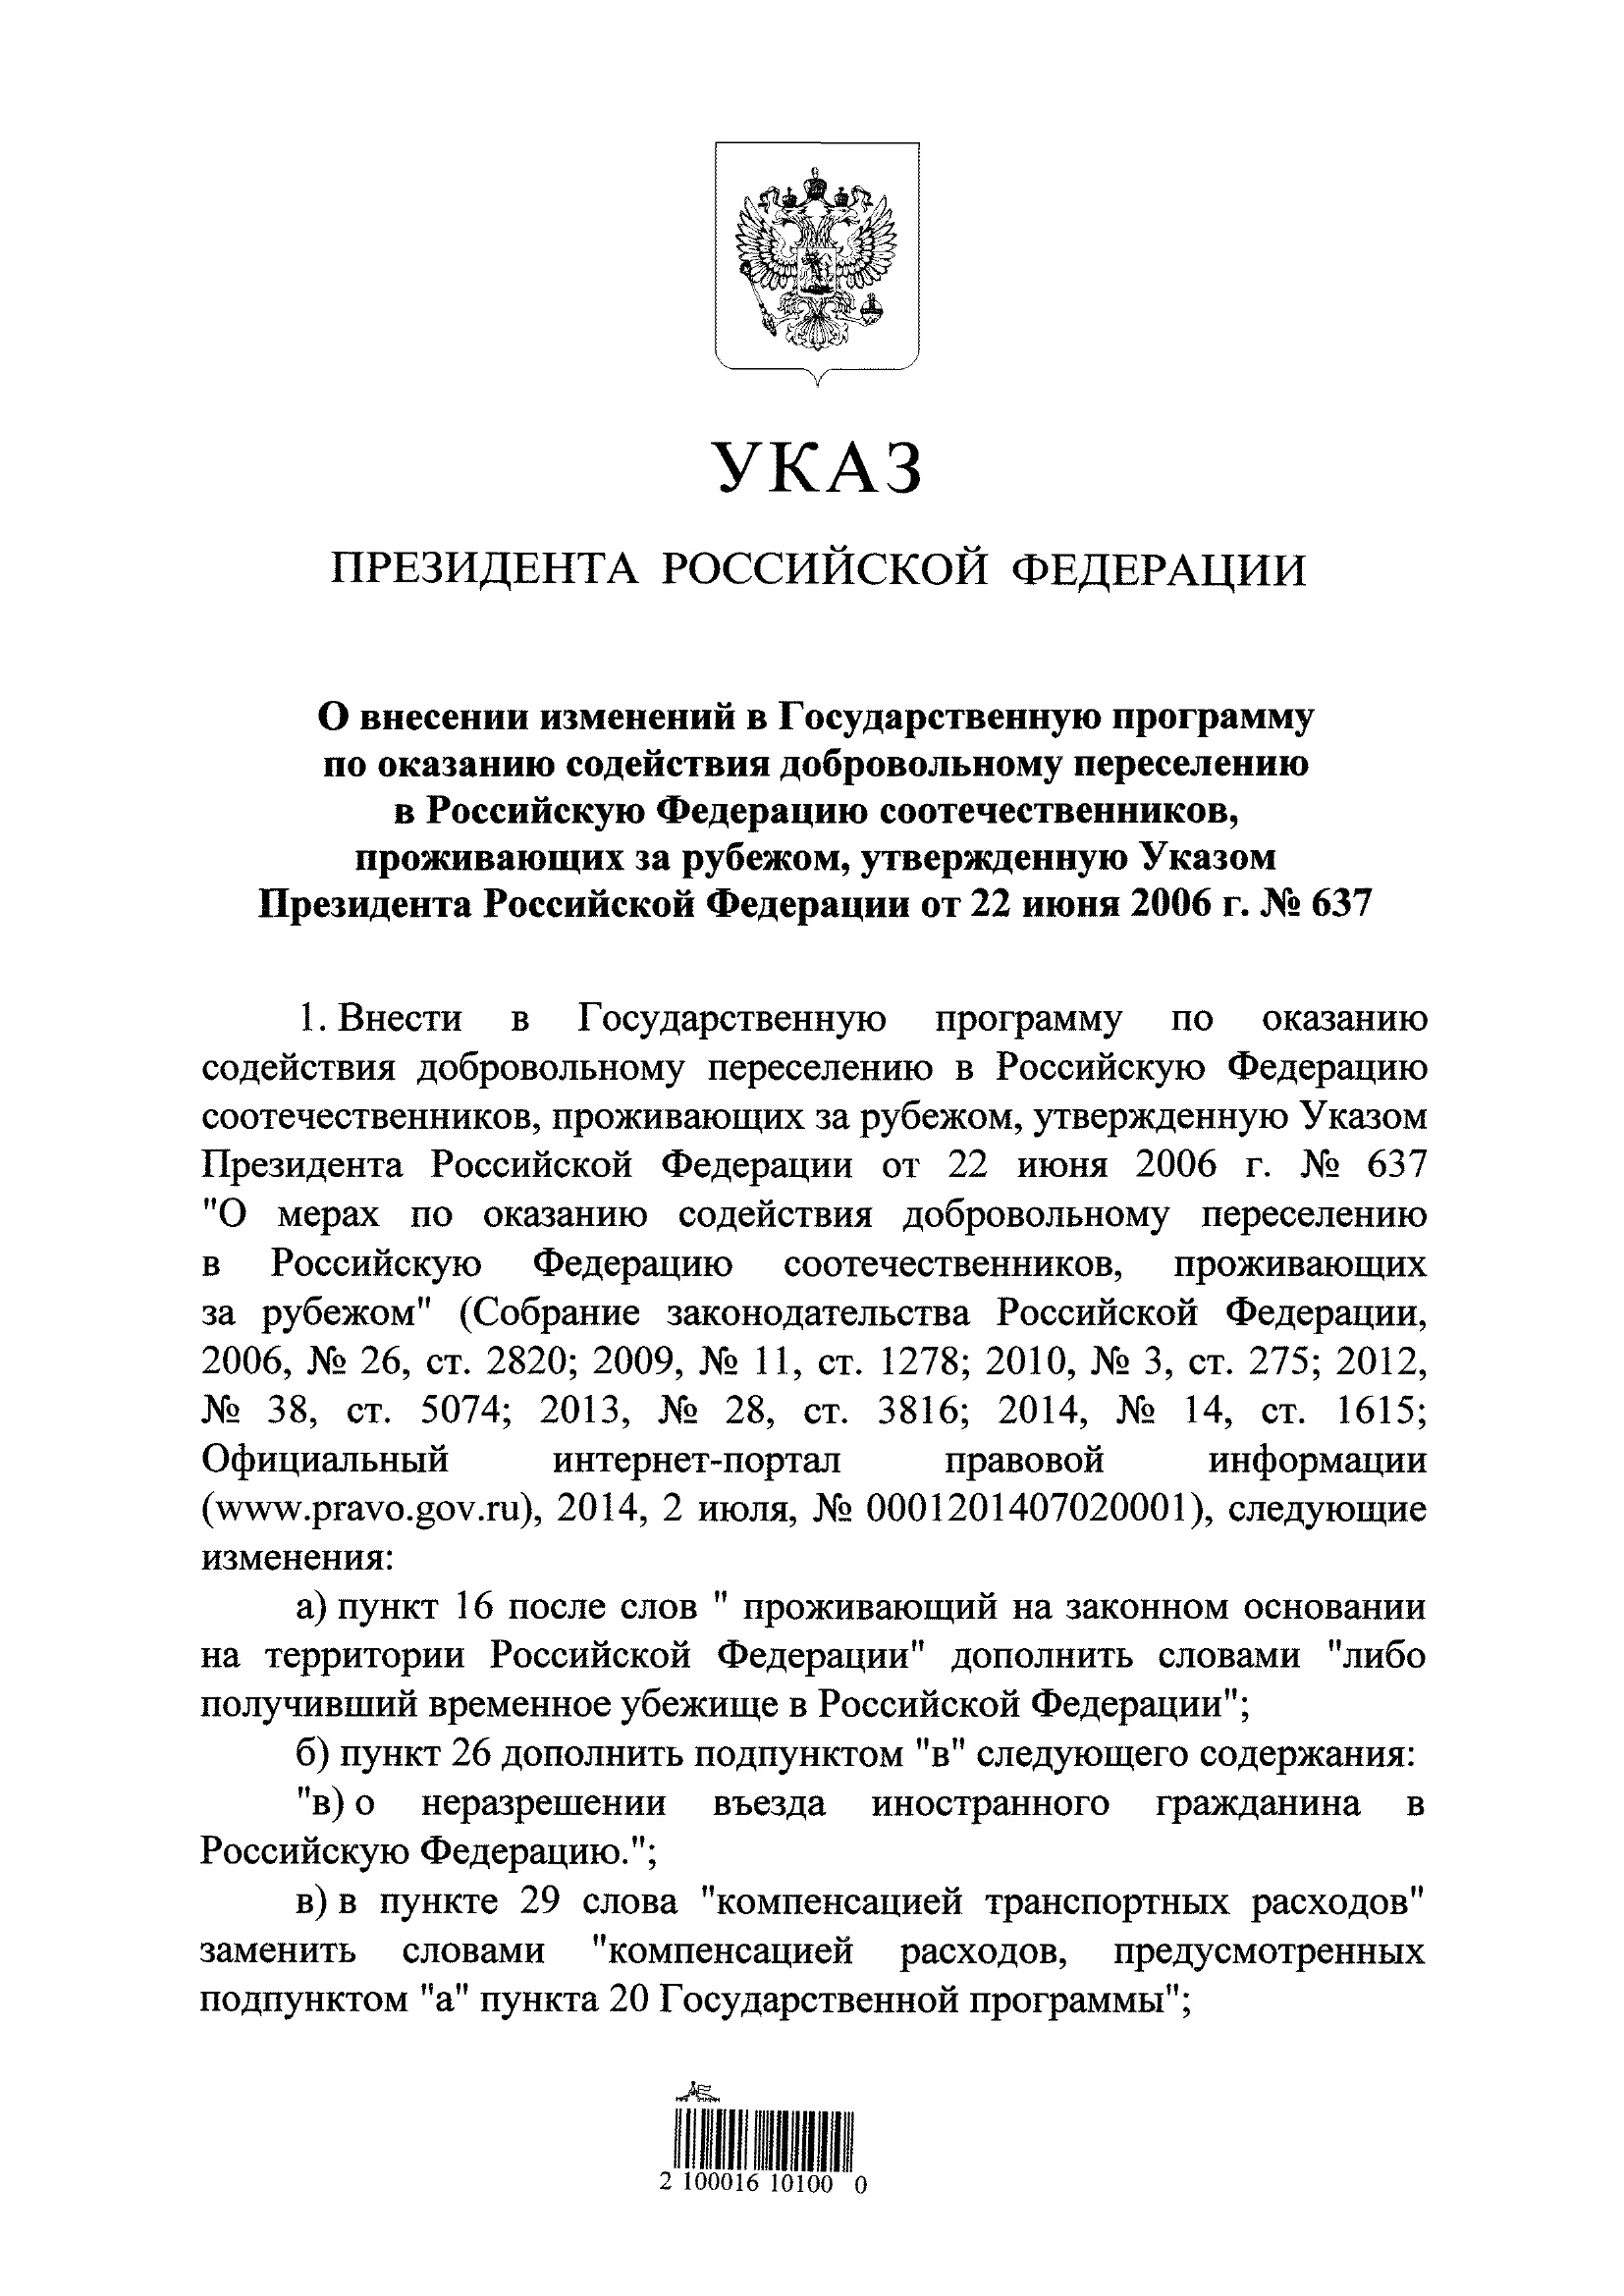 УКАЗ
ПРЕЗИДЕНТА РОССИЙСКОЙ ФЕДЕРАЦИИ
О внесении изменений в Государственную программу
по оказанию содействия добровольному переселению
в Российскую Федерацию соотечественников,
проживающих за рубежом, утвержденную Указом
Президента Российской Федерации от 22 июня 2006 г. № 637
1. Внести в Государственную программу по оказанию
содействия добровольному переселению в Российскую Федерацию
соотечественников, проживающих за рубежом, утвержденную Указом
Президента Российской Федерации от 22 июня 2006 г. № 637
"О мерах по оказанию содействия добровольному переселению
в Российскую Федерацию соотечественников, проживающих
за рубежом" (Собрание законодательства Российской Федерации,
2006, № 26, ст. 2820; 2009, № 11, ст. 1278; 2010, № 3, ст. 275; 2012,
№ 38, ст. 5074; 2013, № 28, ст. 3816; 2014, № 14, ст. 1615;
Официальный интернет-портал правовой информации
(www.pravo.gov.ru), 2014, 2 июля, № 0001201407020001), следующие
изменения:
а) пункт 16 после слов " проживающий на законном основании
на территории Российской Федерации" дополнить словами "либо
получивший временное убежище в Российской Федерации";
б) пункт 26 дополнить подпунктом "в" следующего содержания:
"в) о неразрешении въезда иностранного гражданина в
Российскую Федерацию.";
в) в пункте 29 слова "компенсацией транспортных расходов"
заменить словами "компенсацией расходов, предусмотренных
подпунктом "а" пункта 20 Государственной программы";
2 100016 10100 0